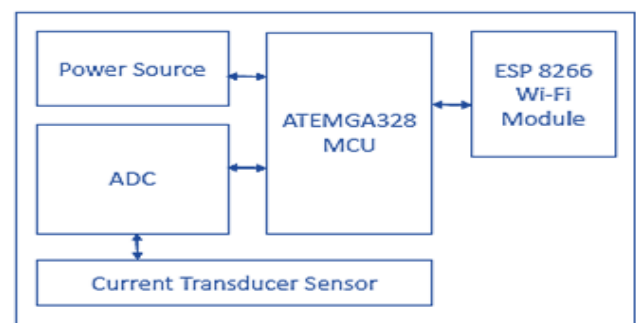 Power Source
ATEMGA328
MCU
ESP 8266
Wi-Fi
Module
ADC
Current Transducer Sensor